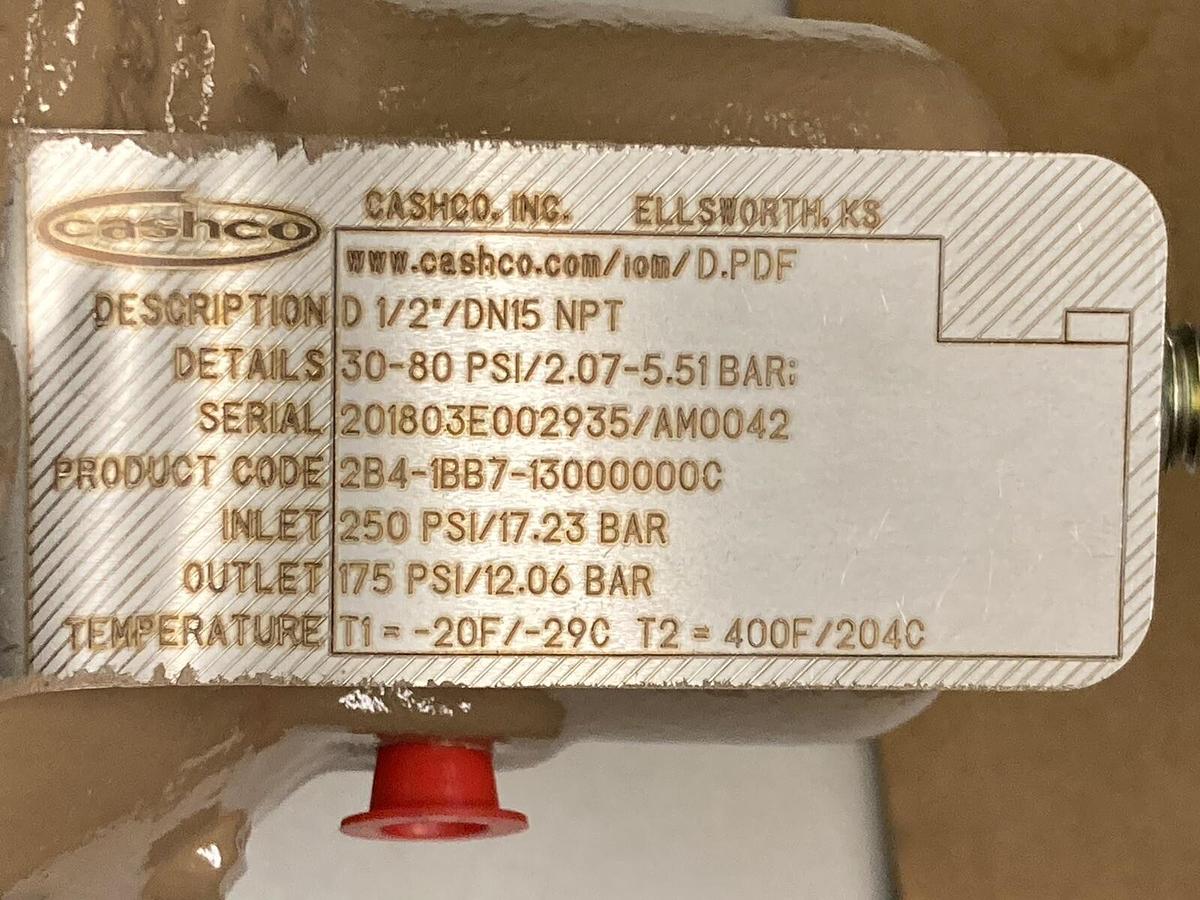 cashco
CASHCO, INC. ELLSWORTH, KS
www.cashco.com/iom/D.PDF
DESCRIPTION D 1/2"/DN15 NPT
DETAILS 30-80 PSI/2.07-5.51 BAR;
SERIAL 201803E002935/AM0042
PRODUCT CODE 2B4-1BB7-13000000C
INLET 250 PSI/17.23 BAR
OUTLET 175 PSI/12.06 BAR
TEMPERATURE T1 = -20F/-29C T2 = 400F/204C